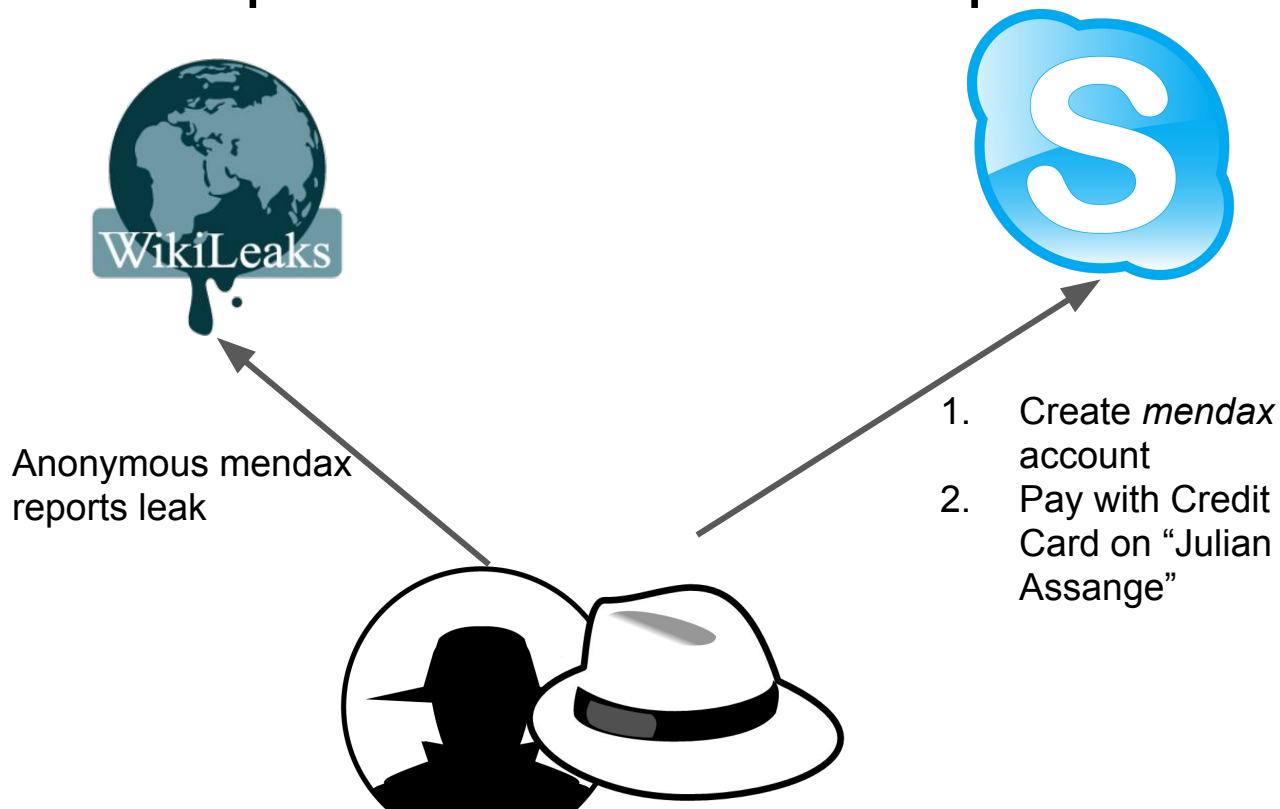 WikiLeaks
S
Anonymous mendax
reports leak
1. Create mendax
account
2. Pay with Credit
Card on “Julian
Assange”